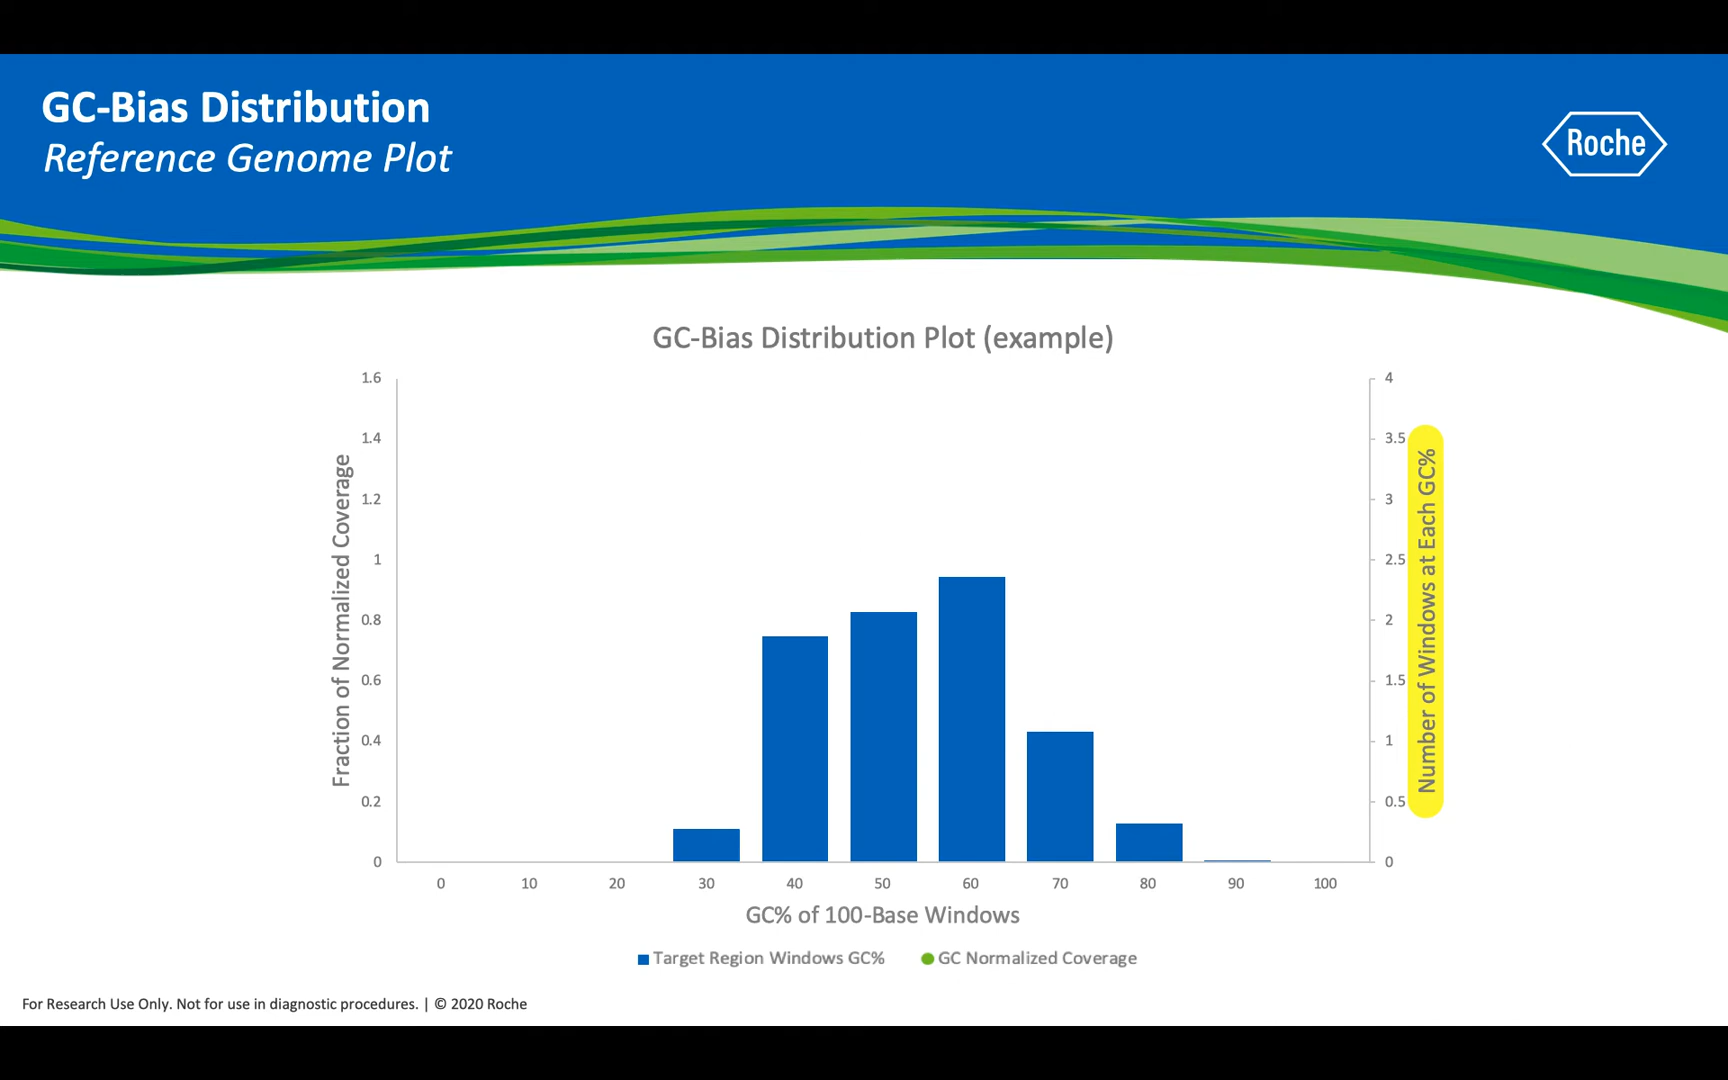 GC-Bias Distribution
Reference Genome Plot
Roche
GC-Bias Distribution Plot (example)
Fraction of Normalized Coverage
1.6
1.4
1.2
1
0.8
0.6
0.4
0.2
0
4
3.5
3
2.5
2
1.5
1
0.5
0
Number of Windows at Each GC%
0 10 20 30 40 50 60 70 80 90 100
GC% of 100-Base Windows
Target Region Windows GC% GC Normalized Coverage
For Research Use Only. Not for use in diagnostic procedures. | © 2020 Roche